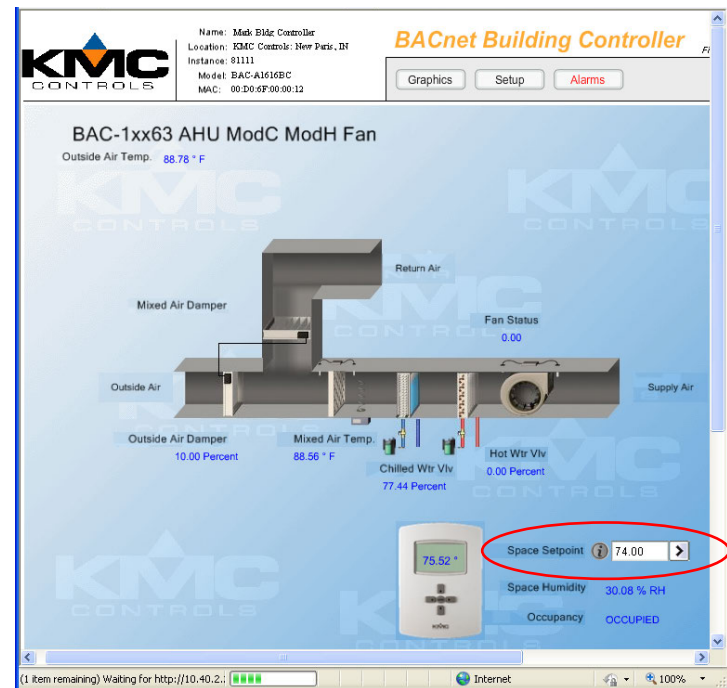 KMC
CONTROLS
Name: Mark Bldg Controller
Location: KMC Controls: New Paris, IN
Instance: 81111
Model: BAC-A1616BC
MAC: 00:D0:6F:00:00:12
BACnet Building Controller
Fi
Graphics Setup Alarms
BAC-1xx63 AHU ModC ModH Fan
Outside Air Temp. 88.78 ° F
Return Air
Mixed Air Damper
Fan Status
0.00
Outside Air
Supply Air
Outside Air Damper
10.00 Percent
Mixed Air Temp.
88.56 ° F
Chilled Wtr Vlv
77.44 Percent
Hot Wtr Vlv
0.00 Percent
75.52 °
KMC
Space Setpoint 74.00
Space Humidity 30.08 % RH
Occupancy OCCUPIED
(1 item remaining) Waiting for http://10.40.2.
Internet
100%